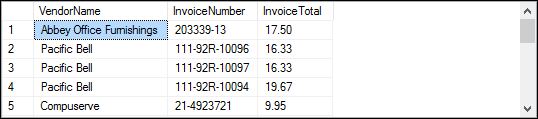 VendorName InvoiceNumber InvoiceTotal
1 Abbey Office Furnishings 203339-13 17.50
2 Pacific Bell 111-92R-10096 16.33
3 Pacific Bell 111-92R-10097 16.33
4 Pacific Bell 111-92R-10094 19.67
5 Compuserve 21-4923721 9.95